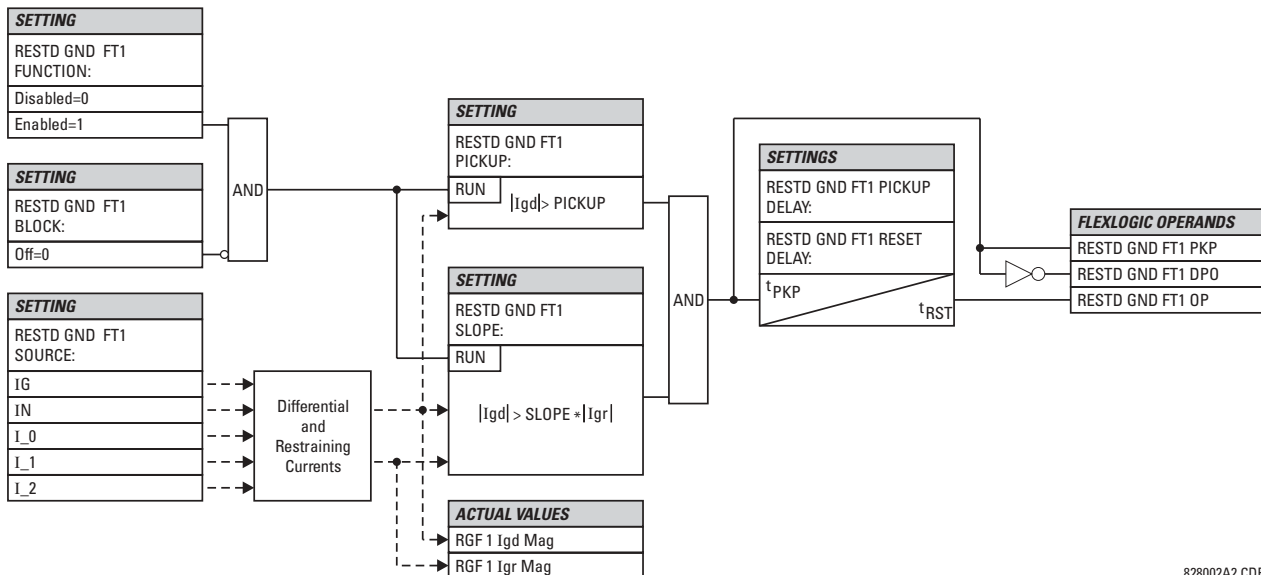 SETTING
RESTD GND FT1
FUNCTION:
Disabled=0
Enabled=1
SETTING
RESTD GND FT1
BLOCK:
Off=0
AND
SETTING
RESTD GND FT1
SOURCE:
IG
IN
I_0
I_1
I_2
Differential
and
Restraining
Currents
SETTING
RESTD GND FT1
PICKUP:
RUN
|Igd|> PICKUP
SETTING
RESTD GND FT1
SLOPE:
RUN
|Igd| > SLOPE *|Igr|
ACTUAL VALUES
RGF 1 Igd Mag
RGF 1 Igr Mag
AND
SETTINGS
RESTD GND FT1 PICKUP
DELAY:
RESTD GND FT1 RESET
DELAY:
tPKP
tRST
FLEXLOGIC OPERANDS
RESTD GND FT1 PKP
RESTD GND FT1 DPO
RESTD GND FT1 OP